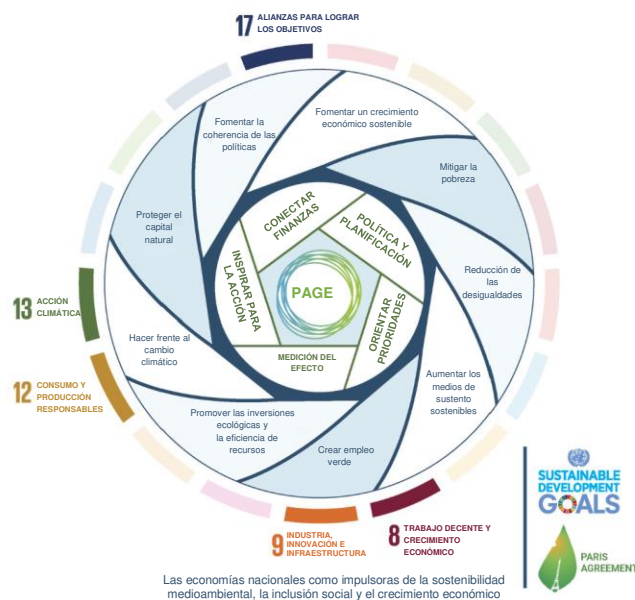 17 ALIANZAS PARA LOGRAR
LOS OBJETIVOS
Fomentar la
coherencia de las
políticas
Fomentar un crecimiento
económico sostenible
Mitigar la
pobreza
Proteger el
capital
natural
CONECTAR
FINANZAS
POLÍTICA Y
PLANIFICACIÓN
Reducción de
las
desigualdades
INSPIRAR PARA
LA ACCIÓN
PAGE
ORIENTAR
PRIORIDADES
13 ACCIÓN
CLIMÁTICA
Hacer frente al
cambio
climático
MEDICIÓN DEL
EFECTO
Aumentar los
medios de
sustento
sostenibles
12 CONSUMO Y
PRODUCCIÓN
RESPONSABLES
Promover las inversiones
ecológicas y
la eficiencia de
recursos
Crear empleo
verde
SUSTAINABLE
DEVELOPMENT
GOALS
9 INDUSTRIA,
INNOVACIÓN E
INFRAESTRUCTURA
8 TRABAJO DECENTE Y
CRECIMIENTO
ECONÓMICO
PARIS
AGREEMENT
Las economías nacionales como impulsoras de la sostenibilidad
medioambiental, la inclusión social y el crecimiento económico